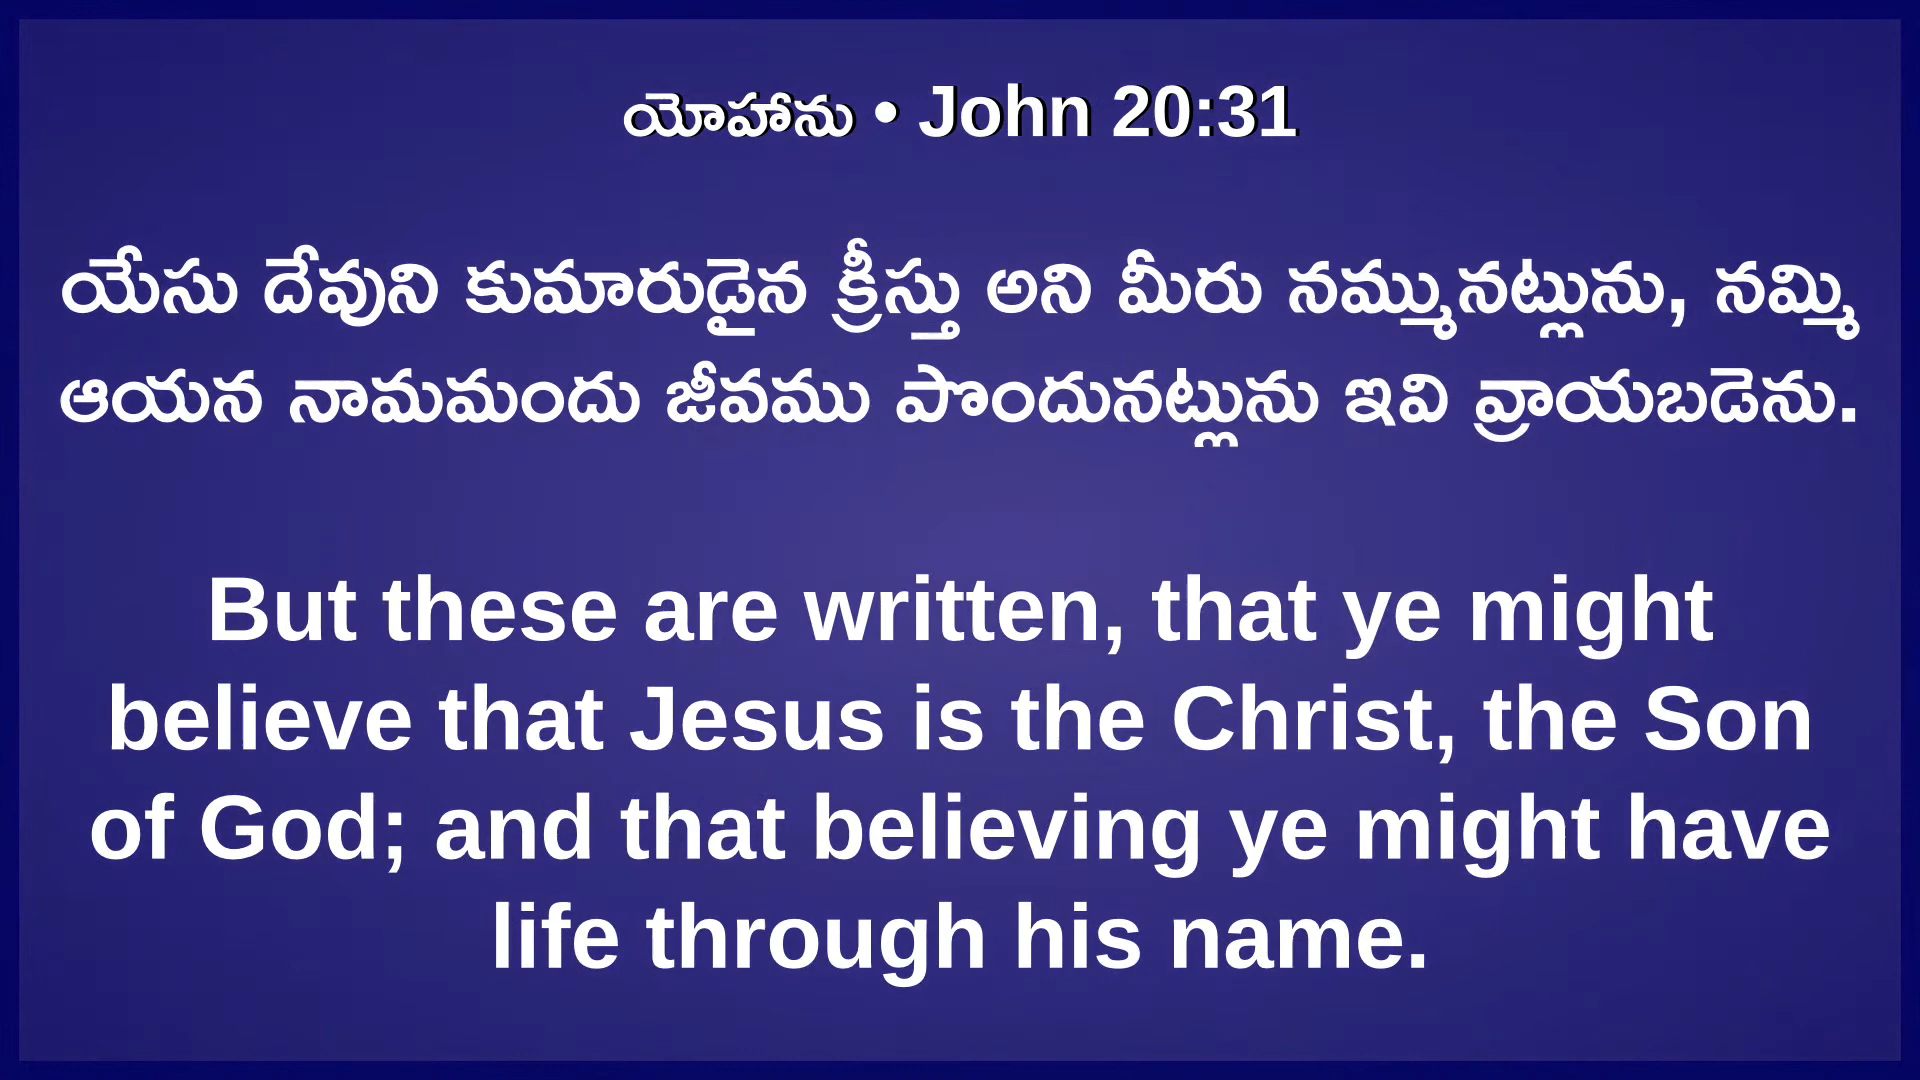 యోహాను • John 20:31
యేసు దేవుని కుమారుడైన క్రీస్తు అని మీరు నమ్మునట్లును, నమ్మి
ఆయన నామమందు జీవము పొందునట్లును ఇవి వ్రాయబడెను.
But these are written, that ye might
believe that Jesus is the Christ, the Son
of God; and that believing ye might have
life through his name.